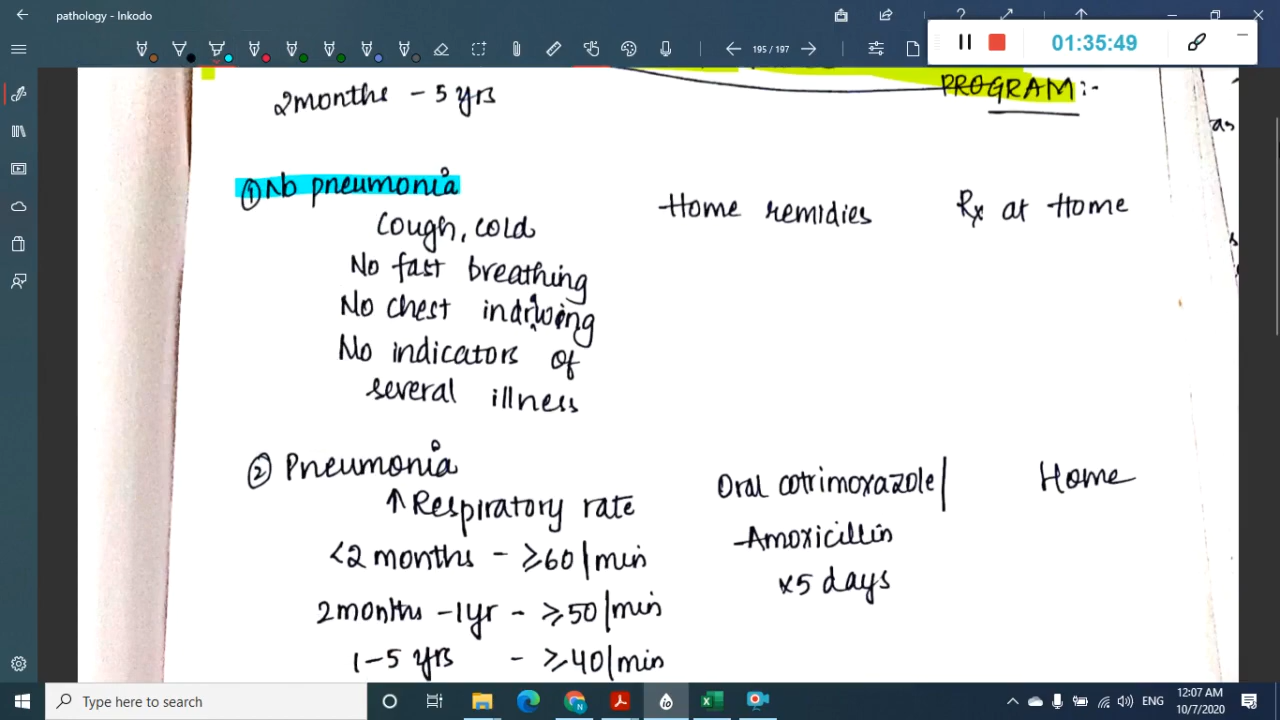 pathology - Inkodo
195 / 197
01:35:49
2months - 5 yrs
PROGRAM:-
as
① No pneumonia
Cough, cold
Home remidies
Rx at Home
No fast breathing
No chest indrwing
No indicators of
several illness
② Pneumonia
↑ Respiratory rate
Oral cotrimoxazole/
Home
Amoxicillin
<2 months - ≥60/min
x5 days
2months -1yr - ≥50/min
1-5 yrs - ≥40/min
Type here to search
ENG
12:07 AM
10/7/2020